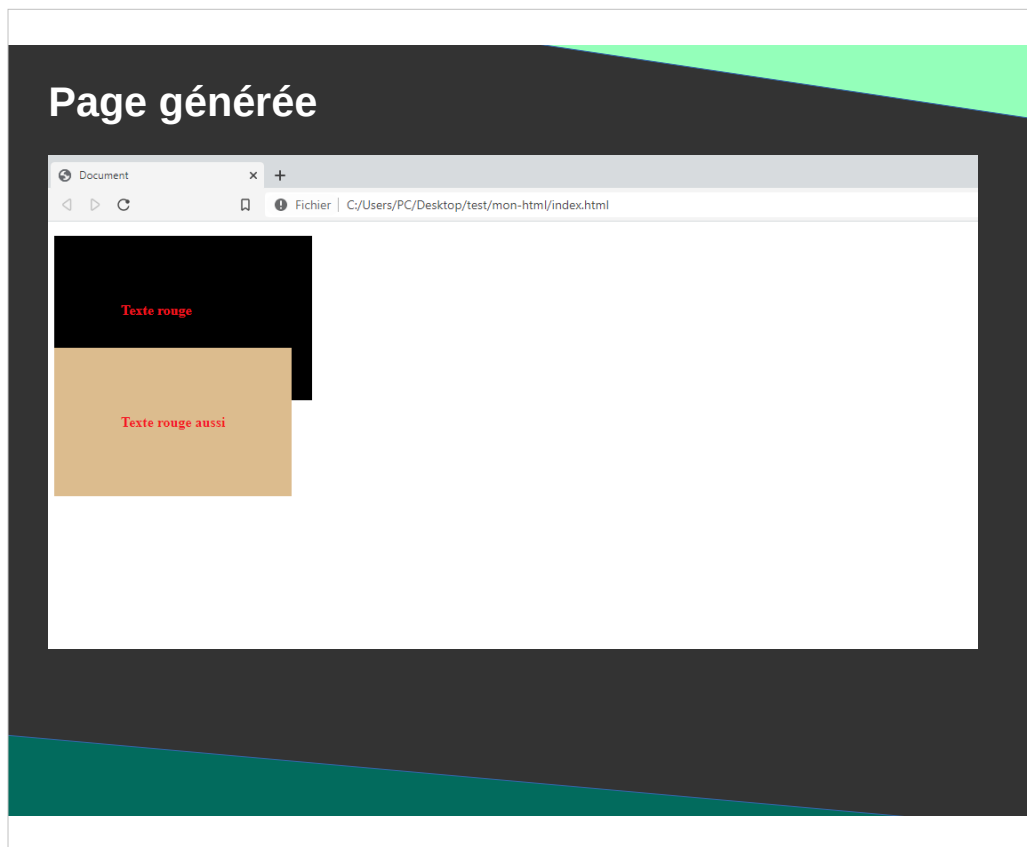 Page générée
Document
Fichier C:/Users/PC/Desktop/test/mon-html/index.html
Texte rouge
Texte rouge aussi